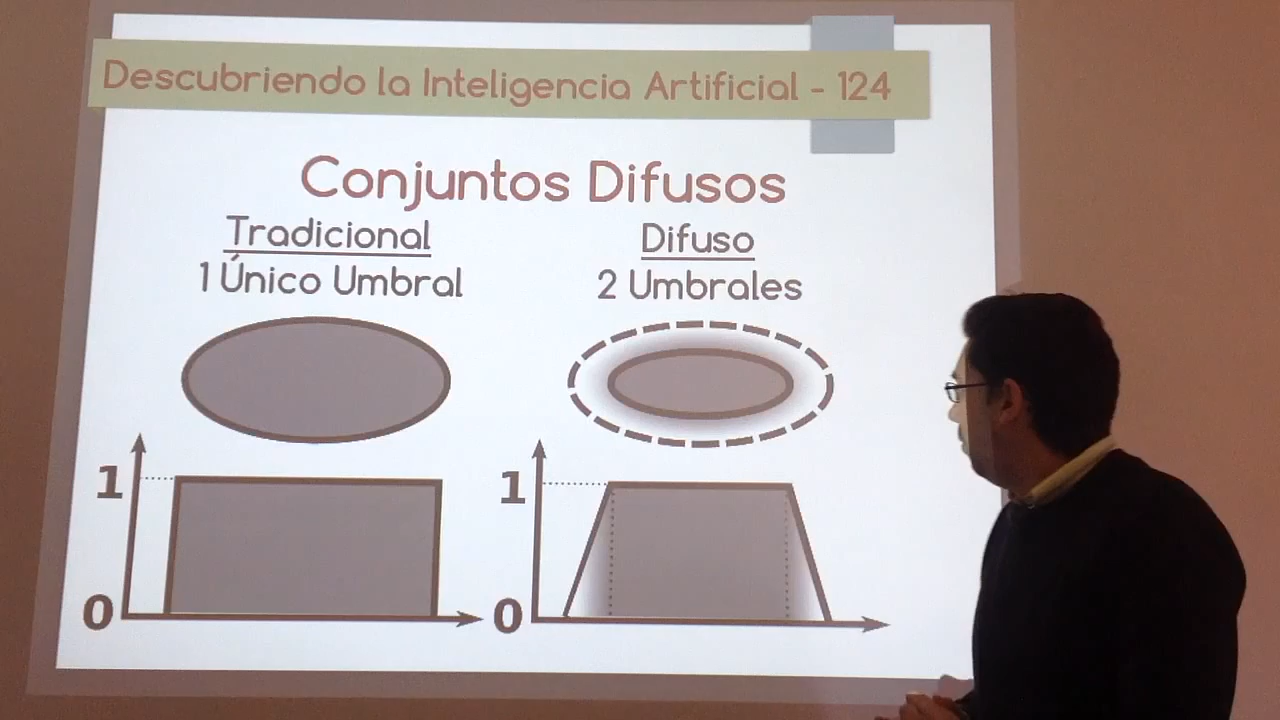 Descubriendo la Inteligencia Artificial - 124
Conjuntos Difusos
Tradicional
1 Único Umbral
Difuso
2 Umbrales
1
0
1
0